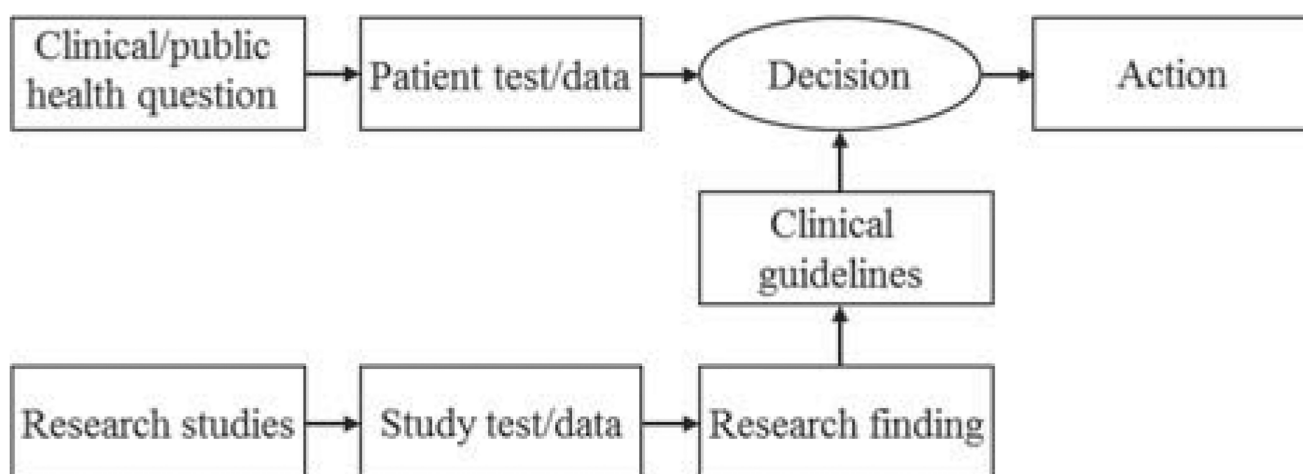 Clinical/public
health question
Patient test/data
Decision
Action
Clinical
guidelines
Research studies
Study test/data
Research finding